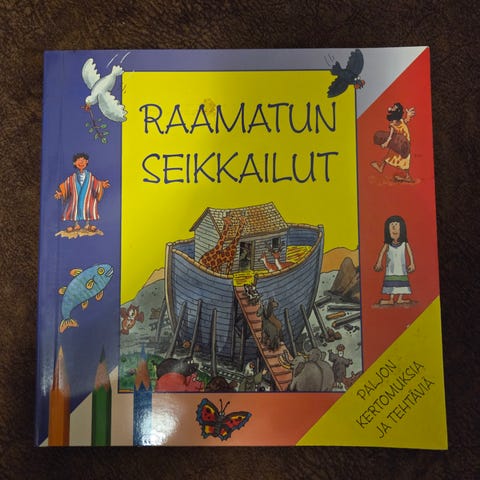 RAAMATUN
SEIKKAILUT
PALJON
KERTOMUKSIA
JA TEHTÄVIÄ